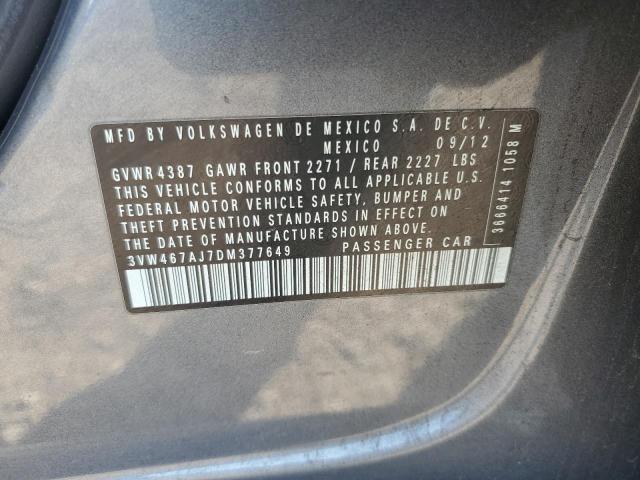 MFD BY VOLKSWAGEN DE MEXICO S.A. DE C.V.
MEXICO 09/12
GVWR 4387 GAWR FRONT 2271 / REAR 2227 LBS
THIS VEHICLE CONFORMS TO ALL APPLICABLE U.S.
FEDERAL MOTOR VEHICLE SAFETY, BUMPER AND
THEFT PREVENTION STANDARDS IN EFFECT ON
THE DATE OF MANUFACTURE SHOWN ABOVE.
3VW467AJ7DM377649 PASSENGER CAR
3666414 1058 M